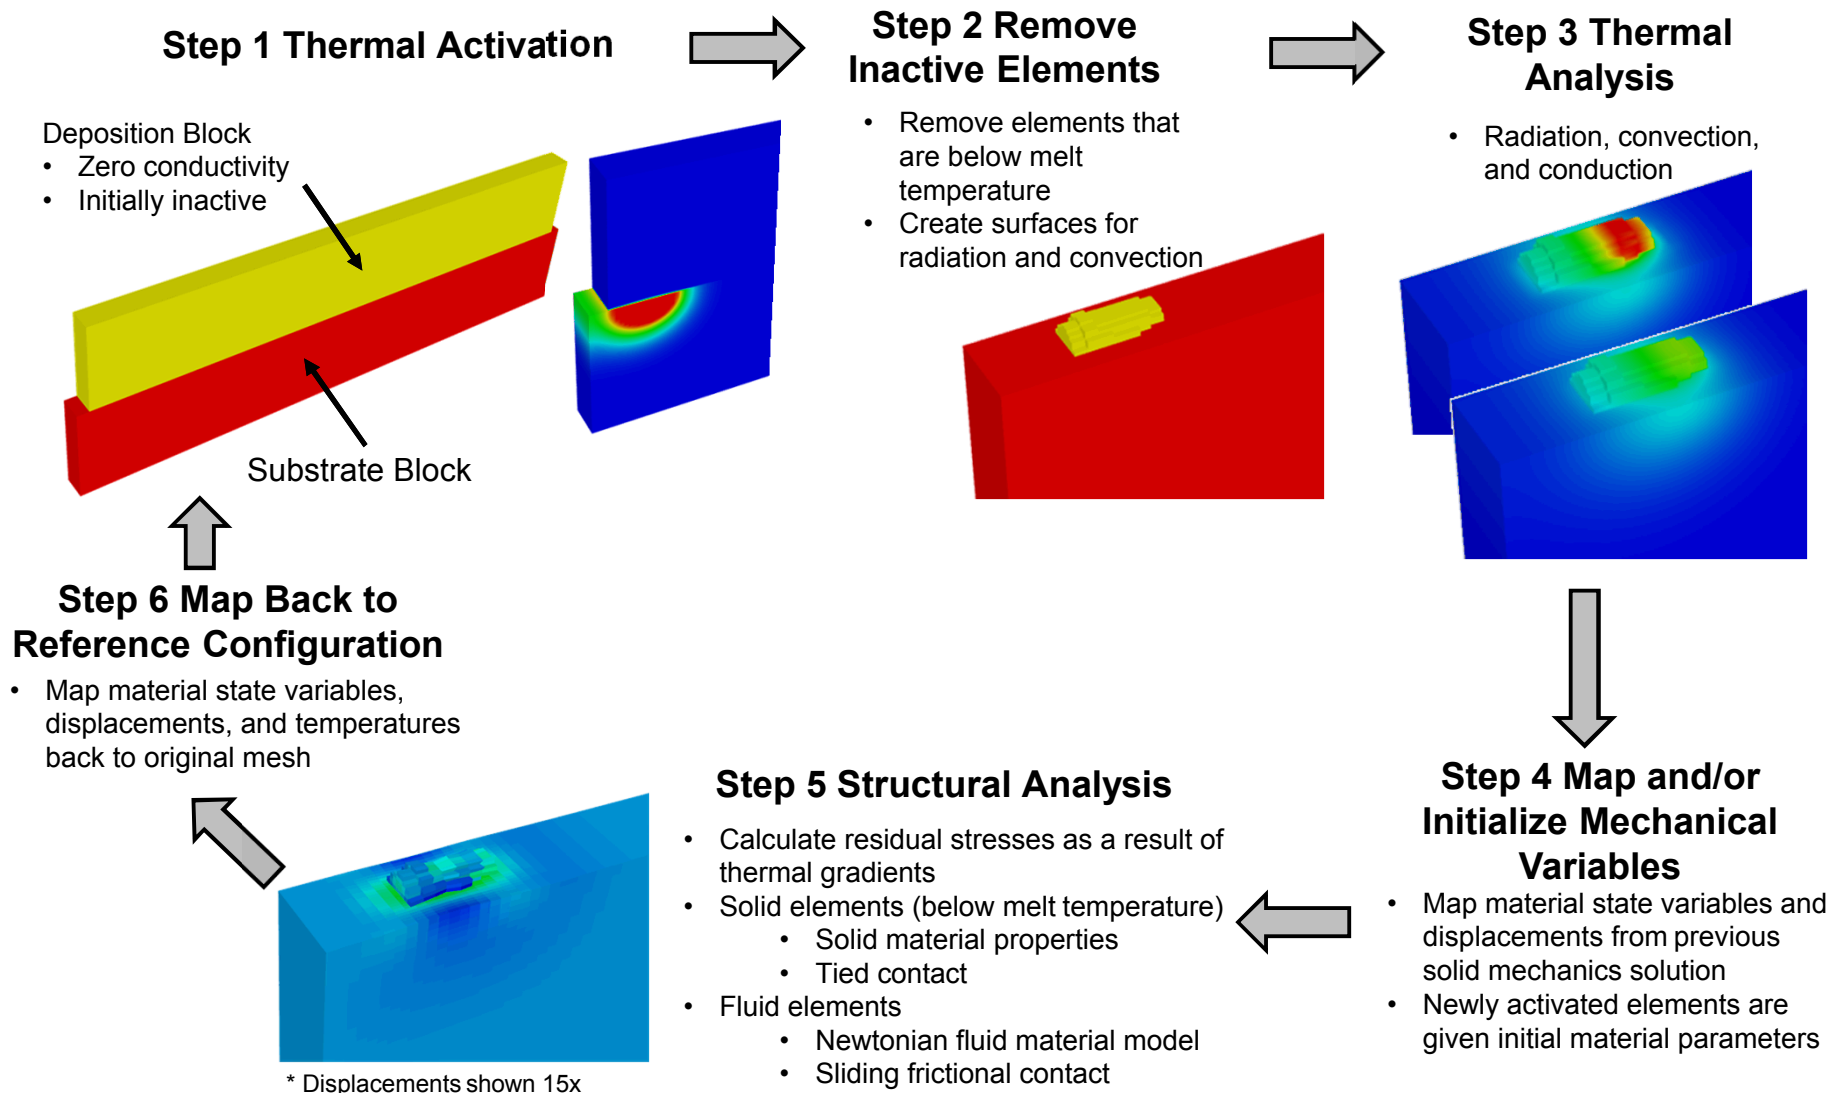 Step 1 Thermal Activation
Deposition Block
• Zero conductivity
• Initially inactive
Substrate Block
Step 2 Remove
Inactive Elements
• Remove elements that
are below melt
temperature
• Create surfaces for
radiation and convection
Step 3 Thermal
Analysis
• Radiation, convection,
and conduction
Step 4 Map and/or
Initialize Mechanical
Variables
• Map material state variables and
displacements from previous
solid mechanics solution
• Newly activated elements are
given initial material parameters
Step 5 Structural Analysis
• Calculate residual stresses as a result of
thermal gradients
• Solid elements (below melt temperature)
• Solid material properties
• Tied contact
• Fluid elements
• Newtonian fluid material model
• Sliding frictional contact
* Displacements shown 15x
Step 6 Map Back to
Reference Configuration
• Map material state variables,
displacements, and temperatures
back to original mesh